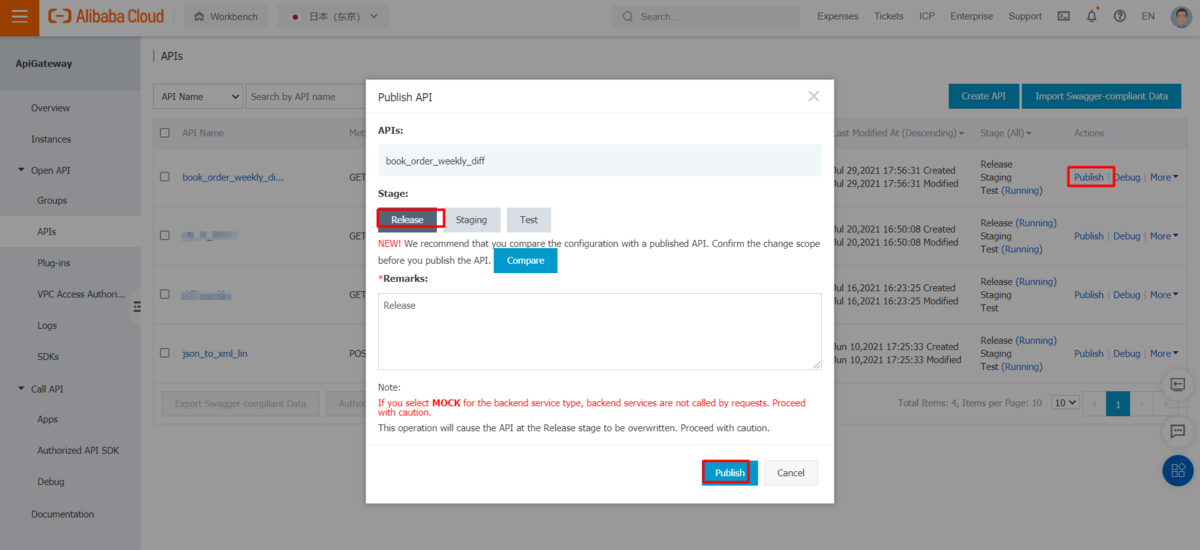 Alibaba Cloud
Workbench
日本（东京）
Search...
Expenses
Tickets
ICP
Enterprise
Support
EN
ApiGateway
Overview
Instances
Open API
Groups
APIs
Plug-ins
VPC Access Authori...
Logs
SDKs
Call API
Apps
Authorized API SDK
Debug
Documentation
APIs
API Name
Search by API name
Create API
Import Swagger-compliant Data
API Name
Last Modified At (Descending)
Stage (All)
Actions
book_order_weekly_di...
GET
Jul 29,2021 17:56:31 Created
Jul 29,2021 17:56:31 Modified
Release
Staging
Test (Running)
Publish | Debug | More
Jul 20,2021 16:50:08 Created
Jul 20,2021 16:50:08 Modified
Release (Running)
Staging
Test (Running)
Publish | Debug | More
Jul 16,2021 16:23:25 Created
Jul 16,2021 16:23:25 Modified
Release (Running)
Staging
Test
Publish | Debug | More
json_to_xml_lin
POS
Jun 10,2021 17:25:33 Created
Jun 10,2021 17:25:33 Modified
Release (Running)
Staging
Test (Running)
Publish | Debug | More
Export Swagger-compliant Data
Total Items: 4, Items per Page: 10
10
1
Publish API
APIs:
book_order_weekly_diff
Stage:
Release
Staging
Test
NEW! We recommend that you compare the configuration with a published API. Confirm the change scope
before you publish the API.
Compare
*Remarks:
Release
Note:
If you select MOCK for the backend service type, backend services are not called by requests. Proceed
with caution.
This operation will cause the API at the Release stage to be overwritten. Proceed with caution.
Publish
Cancel